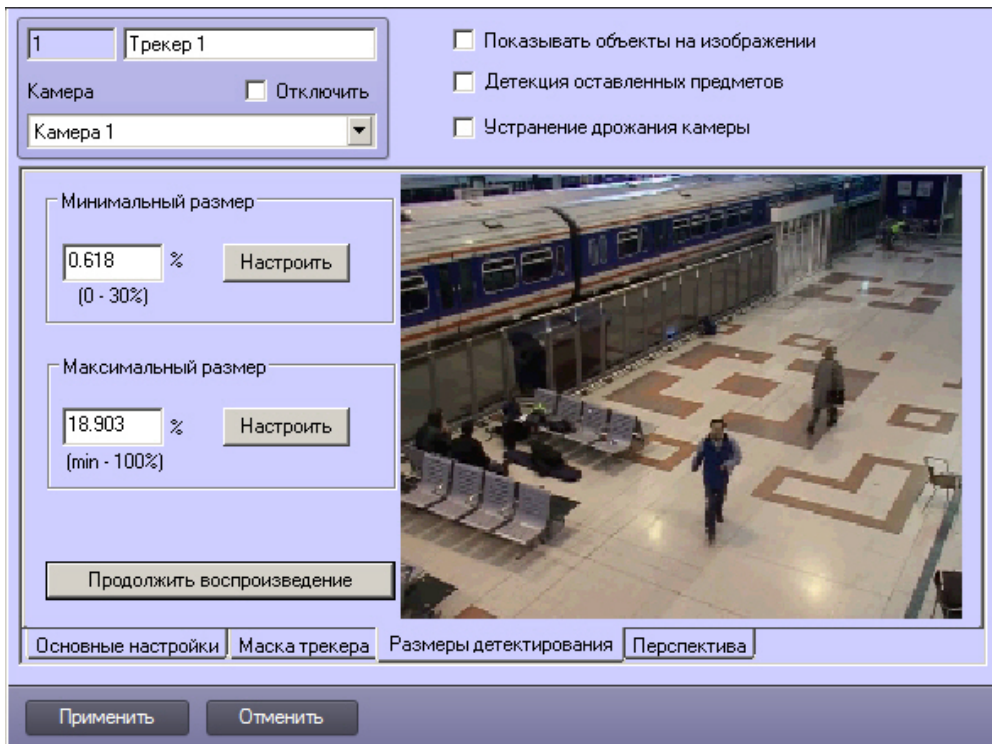 1
Трекер 1
Камера
Отключить
Камера 1
Показывать объекты на изображении
Детекция оставленных предметов
Устранение дрожания камеры
Минимальный размер
0.618 % Настроить
(0 - 30%)
Максимальный размер
18.903 % Настроить
(min - 100%)
Продолжить воспроизведение
Основные настройки Маска трекера Размеры детектирования Перспектива
Применить Отменить